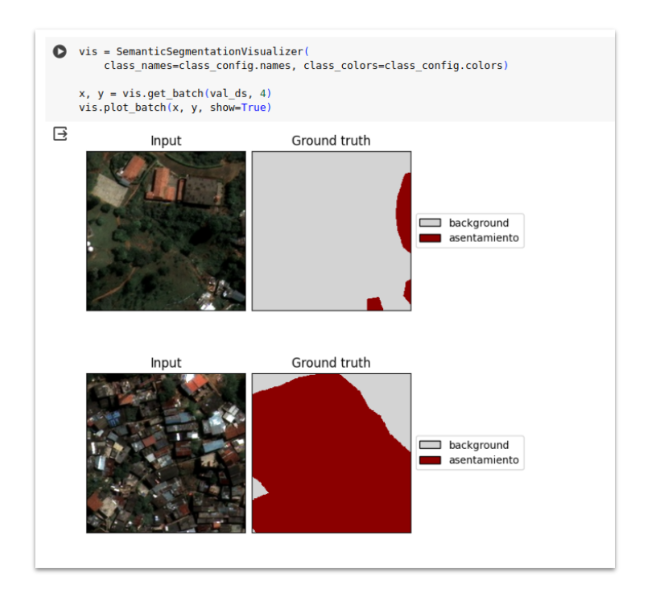 vis = SemanticSegmentationVisualizer(
    class_names=class_config.names, class_colors=class_config.colors)
x, y = vis.get_batch(val_ds, 4)
vis.plot_batch(x, y, show=True)
Input Ground truth
background
asentamiento
Input Ground truth
background
asentamiento